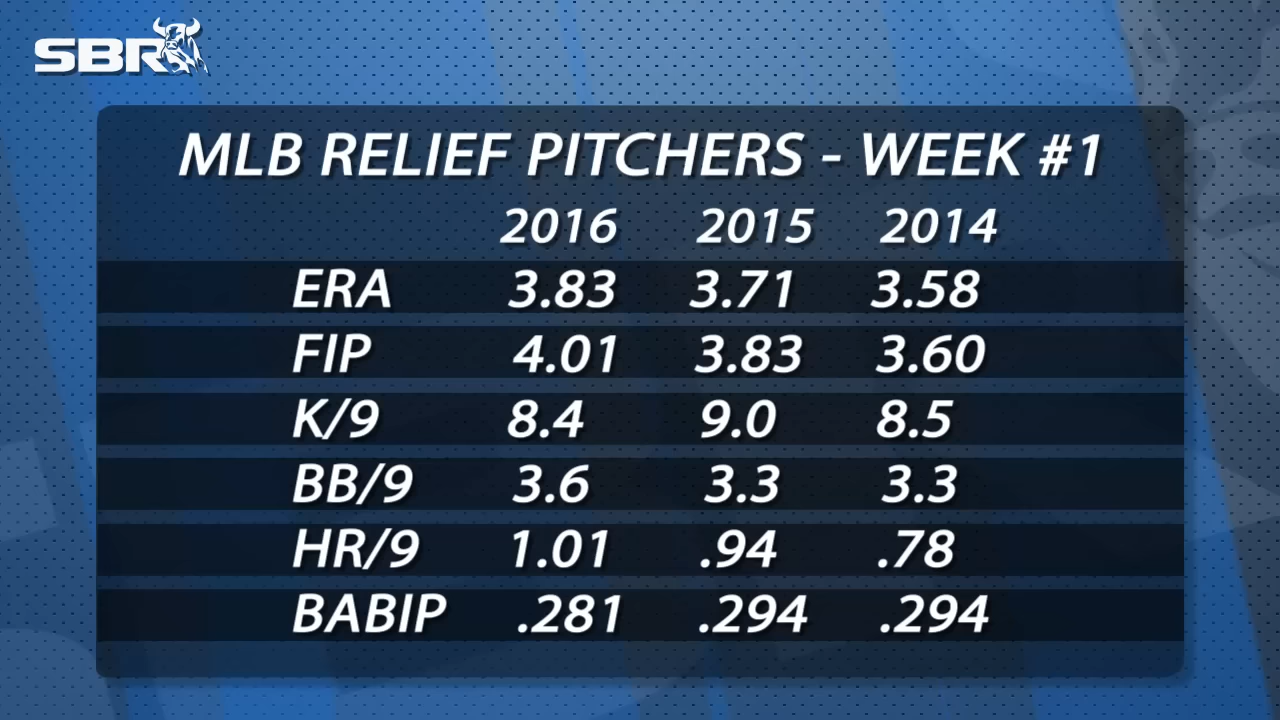 SBR
MLB RELIEF PITCHERS - WEEK #1
2016 2015 2014
ERA 3.83 3.71 3.58
FIP 4.01 3.83 3.60
K/9 8.4 9.0 8.5
BB/9 3.6 3.3 3.3
HR/9 1.01 .94 .78
BABIP .281 .294 .294